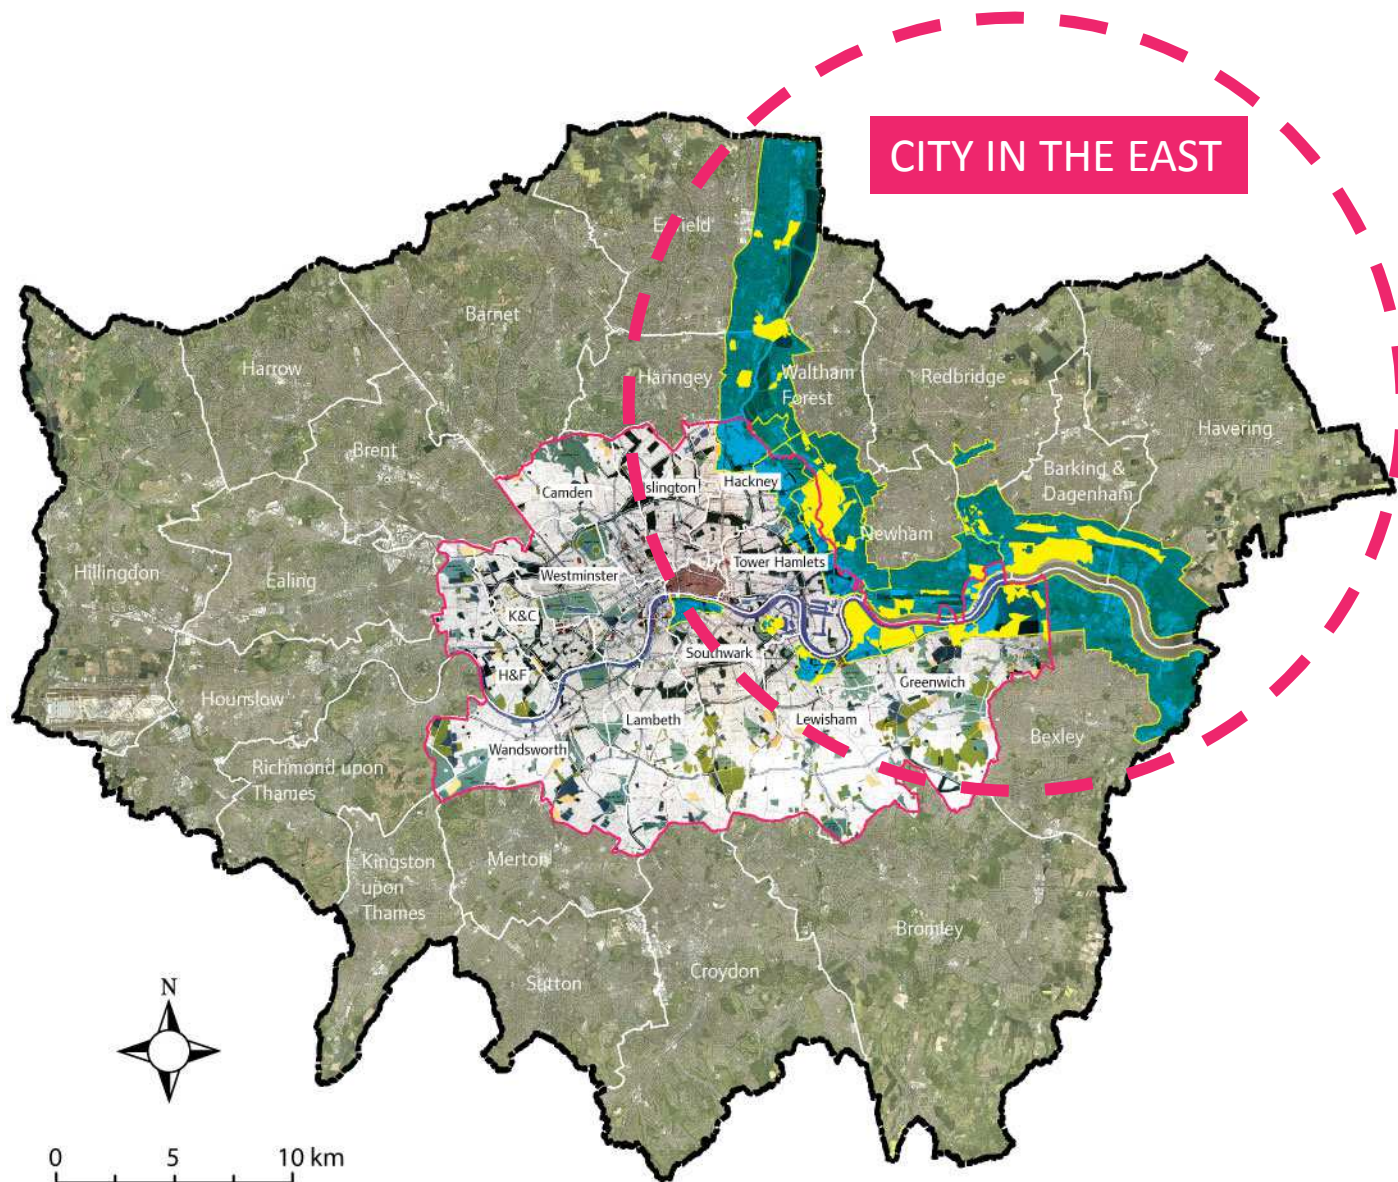 CITY IN THE EAST
Enfield
Barnet
Harrow
Haringey
Waltham
Forest
Redbridge
Havering
Brent
Barking &
Dagenham
Camden
Islington
Hackney
Newham
Hillingdon
Ealing
Westminster
Tower Hamlets
K&C
Southwark
H&F
Greenwich
Hounslow
Lambeth
Lewisham
Bexley
Wandsworth
Richmond upon
Thames
Kingston
upon
Thames
Merton
Bromley
Croydon
Sutton
N
0 5 10 km